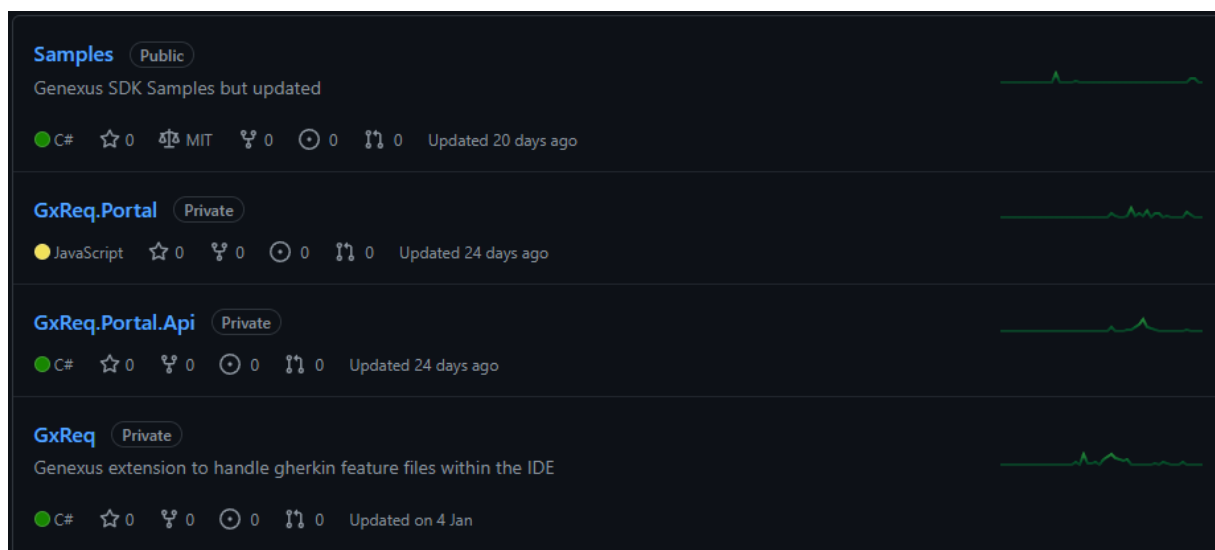 Samples Public
Genexus SDK Samples but updated
C# 0 MIT 0 0 0 Updated 20 days ago
GxReq.Portal Private
JavaScript 0 0 0 0 Updated 24 days ago
GxReq.Portal.Api Private
C# 0 0 0 0 Updated 24 days ago
GxReq Private
Genexus extension to handle gherkin feature files within the IDE
C# 0 0 0 0 Updated on 4 Jan